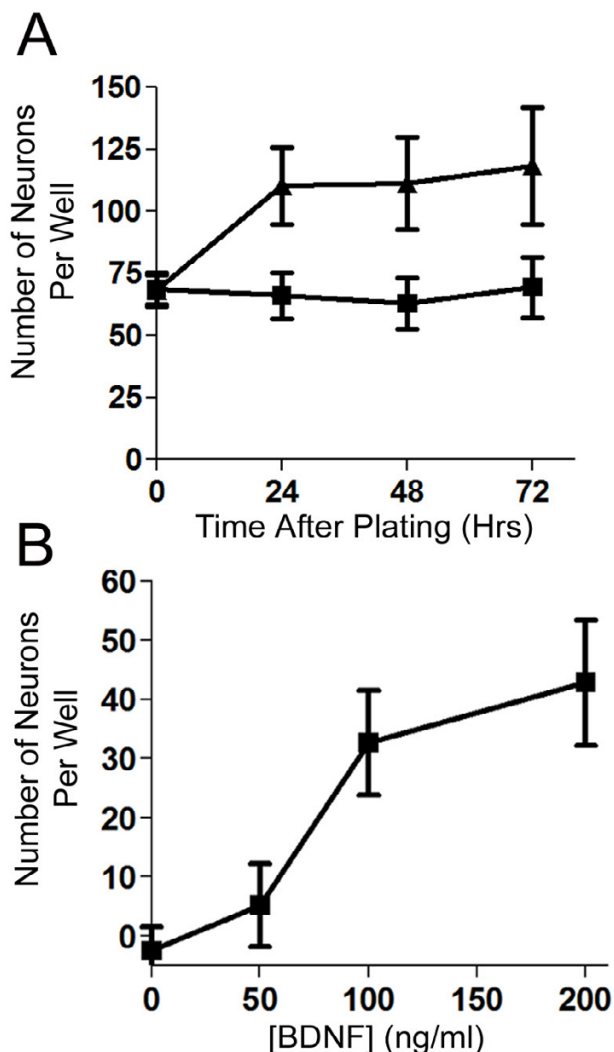 A
Number of Neurons
Per Well
150
125
100
75
50
25
0
0 24 48 72
Time After Plating (Hrs)
B
Number of Neurons
Per Well
60
50
40
30
20
10
0
0 50 100 150 200
[BDNF] (ng/ml)